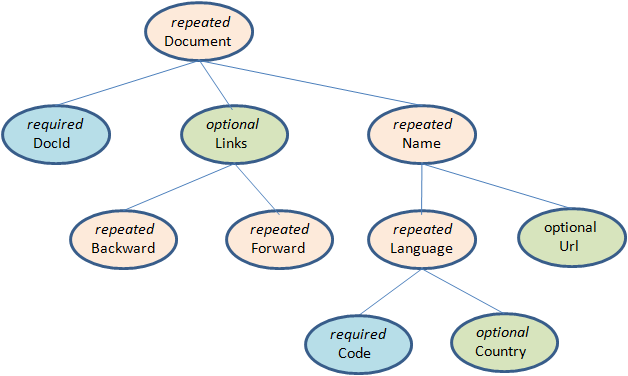 repeated
Document
required
DocId
optional
Links
repeated
Name
repeated
Backward
repeated
Forward
repeated
Language
optional
Url
required
Code
optional
Country